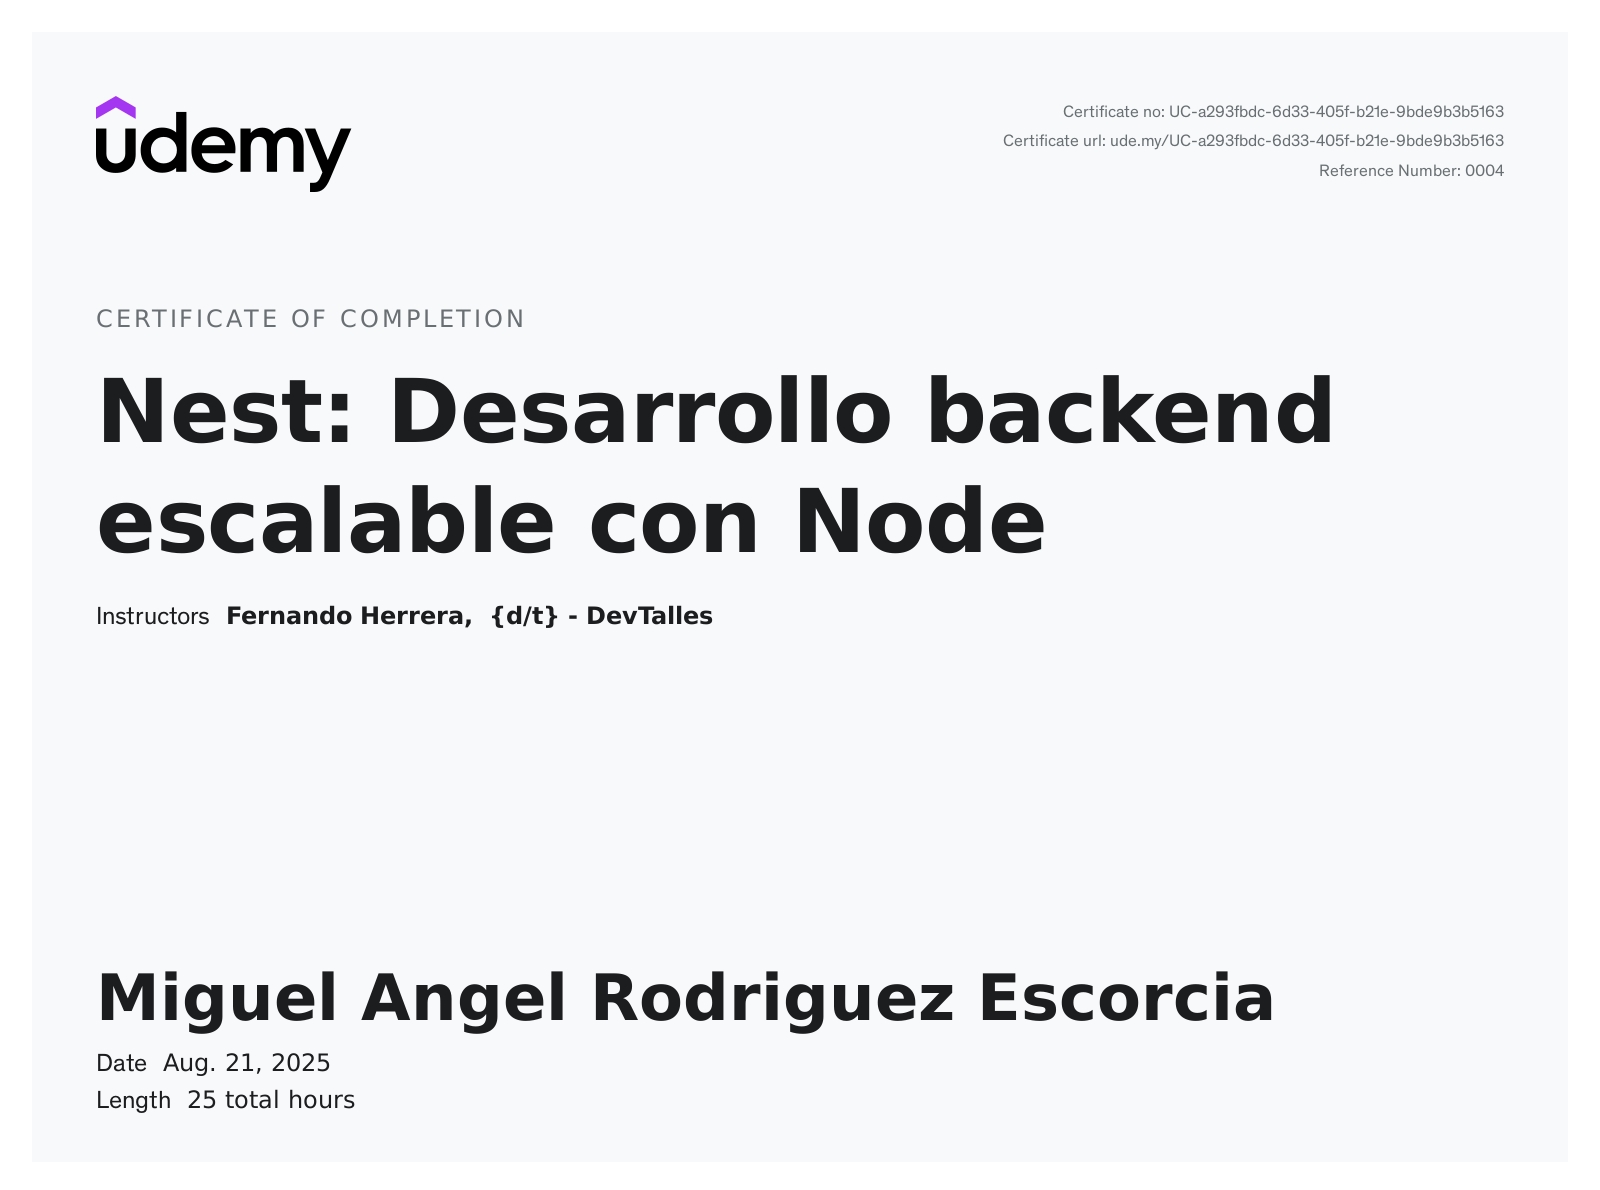 udemy
Certificate no: UC-a293fbdc-6d33-405f-b21e-9bde9b3b5163
Certificate url: ude.my/UC-a293fbdc-6d33-405f-b21e-9bde9b3b5163
Reference Number: 0004
CERTIFICATE OF COMPLETION
Nest: Desarrollo backend
escalable con Node
Instructors Fernando Herrera, {d/t} - DevTalles
Miguel Angel Rodriguez Escorcia
Date Aug. 21, 2025
Length 25 total hours